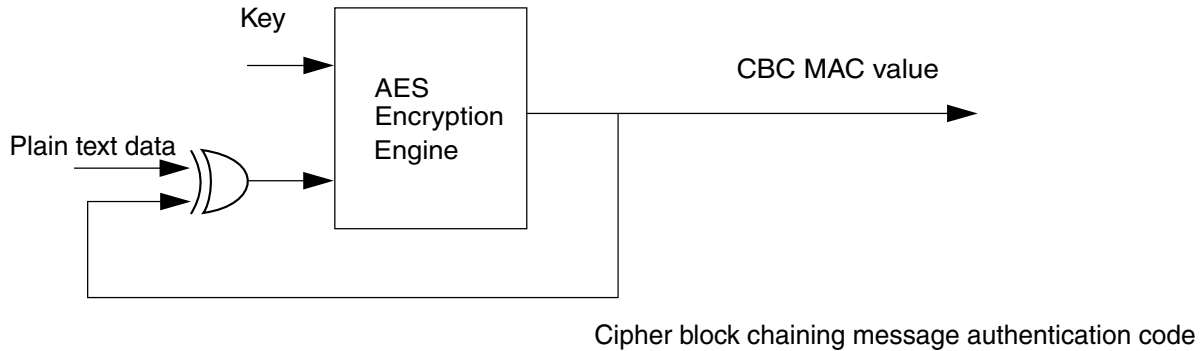 Key
AES
Encryption
Engine
CBC MAC value
Plain text data
Cipher block chaining message authentication code